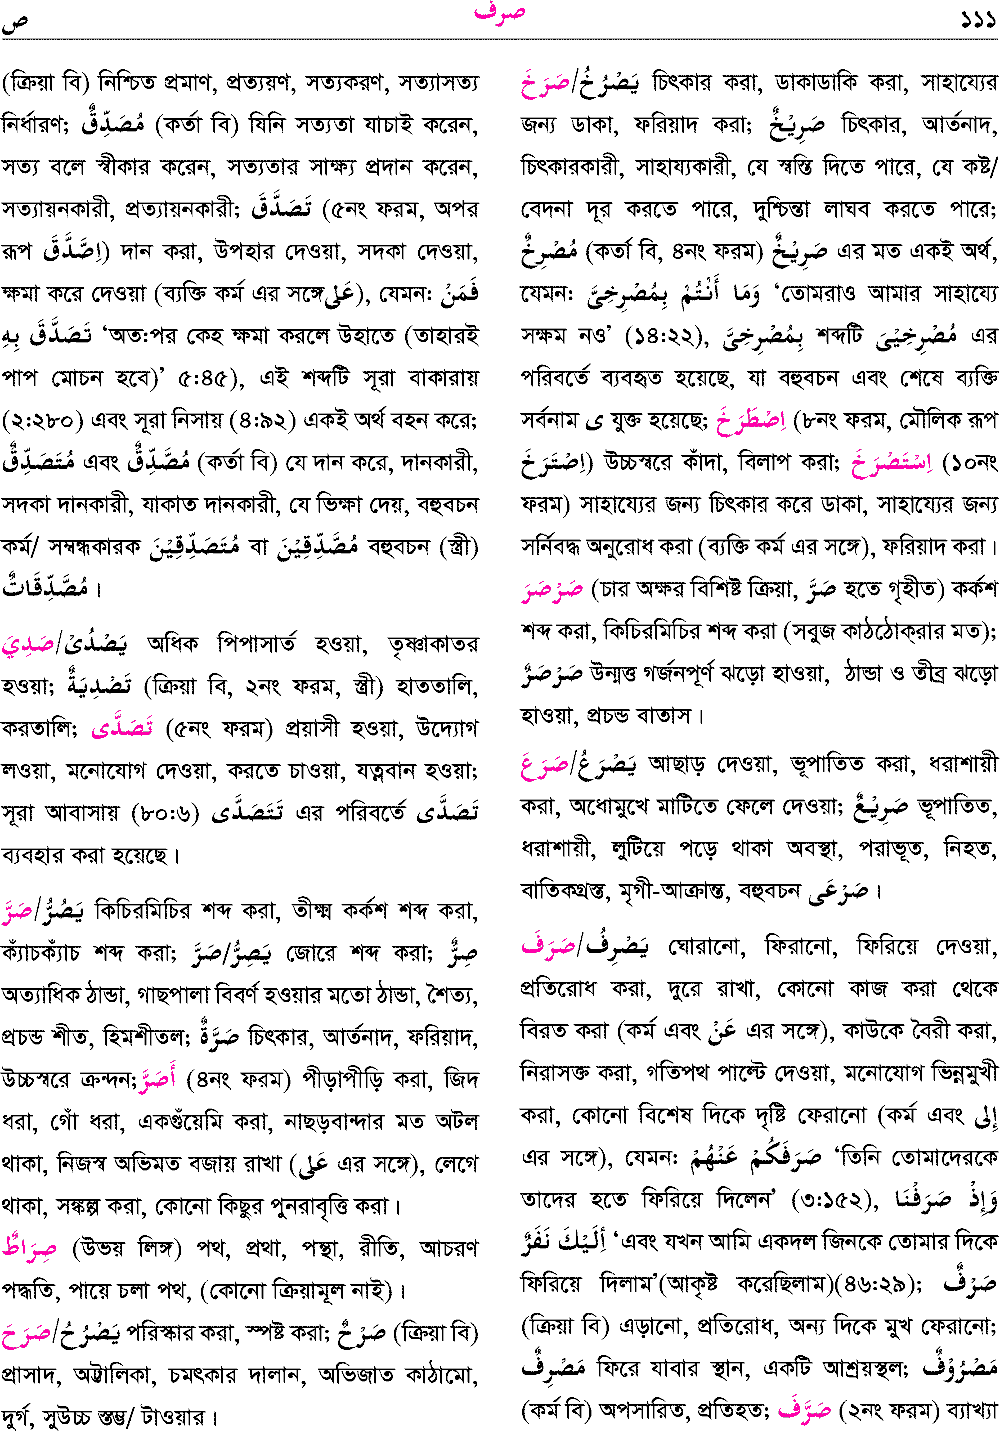 ص صرف ১১১
(ক্রিয়া বি) নিশ্চিত প্রমাণ, প্রত্যয়ণ, সত্যকরণ, সত্যাসত্য
নির্ধারণ; مُصَدِّقٌ (কর্তা বি) যিনি সত্যতা যাচাই করেন,
সত্য বলে স্বীকার করেন, সত্যতার সাক্ষ্য প্রদান করেন,
সত্যায়নকারী, প্রত্যায়নকারী; تَصَدَّقَ (৫নং ফরম, অপর
রূপ اِصَّدَّقَ) দান করা, উপহার দেওয়া, সদকা দেওয়া,
ক্ষমা করে দেওয়া (ব্যক্তি কর্ম এর সঙ্গে عَلٰى), যেমন: فَمَنْ
تَصَدَّقَ بِهِ ‘অত:পর কেহ ক্ষমা করলে উহাতে (তাহারই
পাপ মোচন হবে)’ ৫:৪৫), এই শব্দটি সূরা বাকারায়
(২:২৮০) এবং সূরা নিসায় (৪:৯২) একই অর্থ বহন করে;
مُتَصَدِّقٌ এবং مُصَّدِّقٌ (কর্তা বি) যে দান করে, দানকারী,
সদকা দানকারী, যাকাত দানকারী, যে ভিক্ষা দেয়, বহুবচন
কর্ম/ সম্বন্ধকারক مُتَصَدِّقِيْنَ বা مُصَّدِّقِيْنَ বহুবচন (স্ত্রী)
مُصَّدِّقَاتٌ ।
صَدِيَ/يَصْدٰىْ অধিক পিপাসার্ত হওয়া, তৃষ্ণাকাতর
হওয়া; تَصْدِيَةٌ (ক্রিয়া বি, ২নং ফরম, স্ত্রী) হাততালি,
করতালি; تَصَدَّى (৫নং ফরম) প্রয়াসী হওয়া, উদ্যোগ
লওয়া, মনোযোগ দেওয়া, করতে চাওয়া, যত্নবান হওয়া;
সূরা আবাসায় (৮০:৬) تَتَصَدَّى এর পরিবর্তে تَصَدَّى
ব্যবহার করা হয়েছে ।
صَرَّ/يَصُرُّ কিচিরমিচির শব্দ করা, তীক্ষ্ম কর্কশ শব্দ করা,
ক্যাঁচক্যাঁচ শব্দ করা; صَرَّ/يَصِرُّ জোরে শব্দ করা; صِرٌّ
অত্যাধিক ঠান্ডা, গাছপালা বিবর্ণ হওয়ার মতো ঠান্ডা, শৈত্য,
প্রচন্ড শীত, হিমশীতল; صَرَّةٌ চিৎকার, আর্তনাদ, ফরিয়াদ,
উচ্চস্বরে ক্রন্দন; أَصَرَّ (৪নং ফরম) পীড়াপীড়ি করা, জিদ
ধরা, গোঁ ধরা, একগুঁয়েমি করা, নাছড়বান্দার মত অটল
থাকা, নিজস্ব অভিমত বজায় রাখা (عَلٰى এর সঙ্গে), লেগে
থাকা, সঙ্কল্প করা, কোনো কিছুর পুনরাবৃত্তি করা ।
صِرَاطٌ (উভয় লিঙ্গ) পথ, প্রথা, পন্থা, রীতি, আচরণ
পদ্ধতি, পায়ে চলা পথ, (কোনো ক্রিয়ামূল নাই) ।
صَرَحَ/يَصْرُحُ পরিস্কার করা, স্পষ্ট করা; صَرْحٌ (ক্রিয়া বি)
প্রাসাদ, অট্টালিকা, চমৎকার দালান, অভিজাত কাঠামো,
দুর্গ, সুউচ্চ স্তম্ভ/ টাওয়ার ।
صَرَخَ/يَصْرُخُ চিৎকার করা, ডাকাডাকি করা, সাহায্যের
জন্য ডাকা, ফরিয়াদ করা; صَرِيْخٌ চিৎকার, আর্তনাদ,
চিৎকারকারী, সাহায্যকারী, যে স্বস্তি দিতে পারে, যে কষ্ট/
বেদনা দূর করতে পারে, দুশ্চিন্তা লাঘব করতে পারে;
مُصْرِخٌ (কর্তা বি, ৪নং ফরম) صَرِيْخٌ এর মত একই অর্থ,
যেমন: وَمَا أَنْتُمْ بِمُصْرِخِىَّ ‘তোমরাও আমার সাহায্যে
সক্ষম নও’ (১৪:২২), بِمُصْرِخِىَّ শব্দটি مُصْرِخِيْىَ এর
পরিবর্তে ব্যবহৃত হয়েছে, যা বহুবচন এবং শেষে ব্যক্তি
সর্বনাম ى যুক্ত হয়েছে; اِصْطَرَخَ (৮নং ফরম, মৌলিক রূপ
اِصْتَرَخَ) উচ্চস্বরে কাঁদা, বিলাপ করা; اِسْتَصْرَخَ (১০নং
ফরম) সাহায্যের জন্য চিৎকার করে ডাকা, সাহায্যের জন্য
সর্নিবদ্ধ অনুরোধ করা (ব্যক্তি কর্ম এর সঙ্গে), ফরিয়াদ করা ।
صَرْصَرَ (চার অক্ষর বিশিষ্ট ক্রিয়া, صَرَّ হতে গৃহীত) কর্কশ
শব্দ করা, কিচিরমিচির শব্দ করা (সবুজ কাঠঠোক্‌রার মত);
صَرْصَرٌ উন্মত্ত গর্জনপূর্ণ ঝড়ো হাওয়া, ঠান্ডা ও তীব্র ঝড়ো
হাওয়া, প্রচন্ড বাতাস ।
صَرَعَ/يَصْرَعُ আছাড় দেওয়া, ভূপাতিত করা, ধরাশায়ী
করা, অধোমুখে মাটিতে ফেলে দেওয়া; صَرِيْعٌ ভূপাতিত,
ধরাশায়ী, লুটিয়ে পড়ে থাকা অবস্থা, পরাভূত, নিহত,
বাতিকগ্রস্ত, মৃগী-আক্রান্ত, বহুবচন صَرْعَى ।
صَرَفَ/يَصْرِفُ ঘোরানো, ফিরানো, ফিরিয়ে দেওয়া,
প্রতিরোধ করা, দুরে রাখা, কোনো কাজ করা থেকে
বিরত করা (কর্ম এবং عَنْ এর সঙ্গে), কাউকে বৈরী করা,
নিরাসক্ত করা, গতিপথ পাল্টে দেওয়া, মনোযোগ ভিন্নমুখী
করা, কোনো বিশেষ দিকে দৃষ্টি ফেরানো (কর্ম এবং إِلٰى
এর সঙ্গে), যেমন: صَرَفَكُمْ عَنْهُمْ ‘তিনি তোমাদেরকে
তাদের হতে ফিরিয়ে দিলেন’ (৩:১৫২), وَإِذْ صَرَفْنَا
أِلَيْكَ نَفَرٌ ‘এবং যখন আমি একদল জিনকে তোমার দিকে
ফিরিয়ে দিলাম’(আকৃষ্ট করেছিলাম)(৪৬:২৯); صَرْفٌ
(ক্রিয়া বি) এড়ানো, প্রতিরোধ, অন্য দিকে মুখ ফেরানো;
مَصْرِفٌ ফিরে যাবার স্থান, একটি আশ্রয়স্থল; مَصْرُوْفٌ
(কর্ম বি) অপসারিত, প্রতিহত; صَرَّفَ (২নং ফরম) ব্যাখ্যা